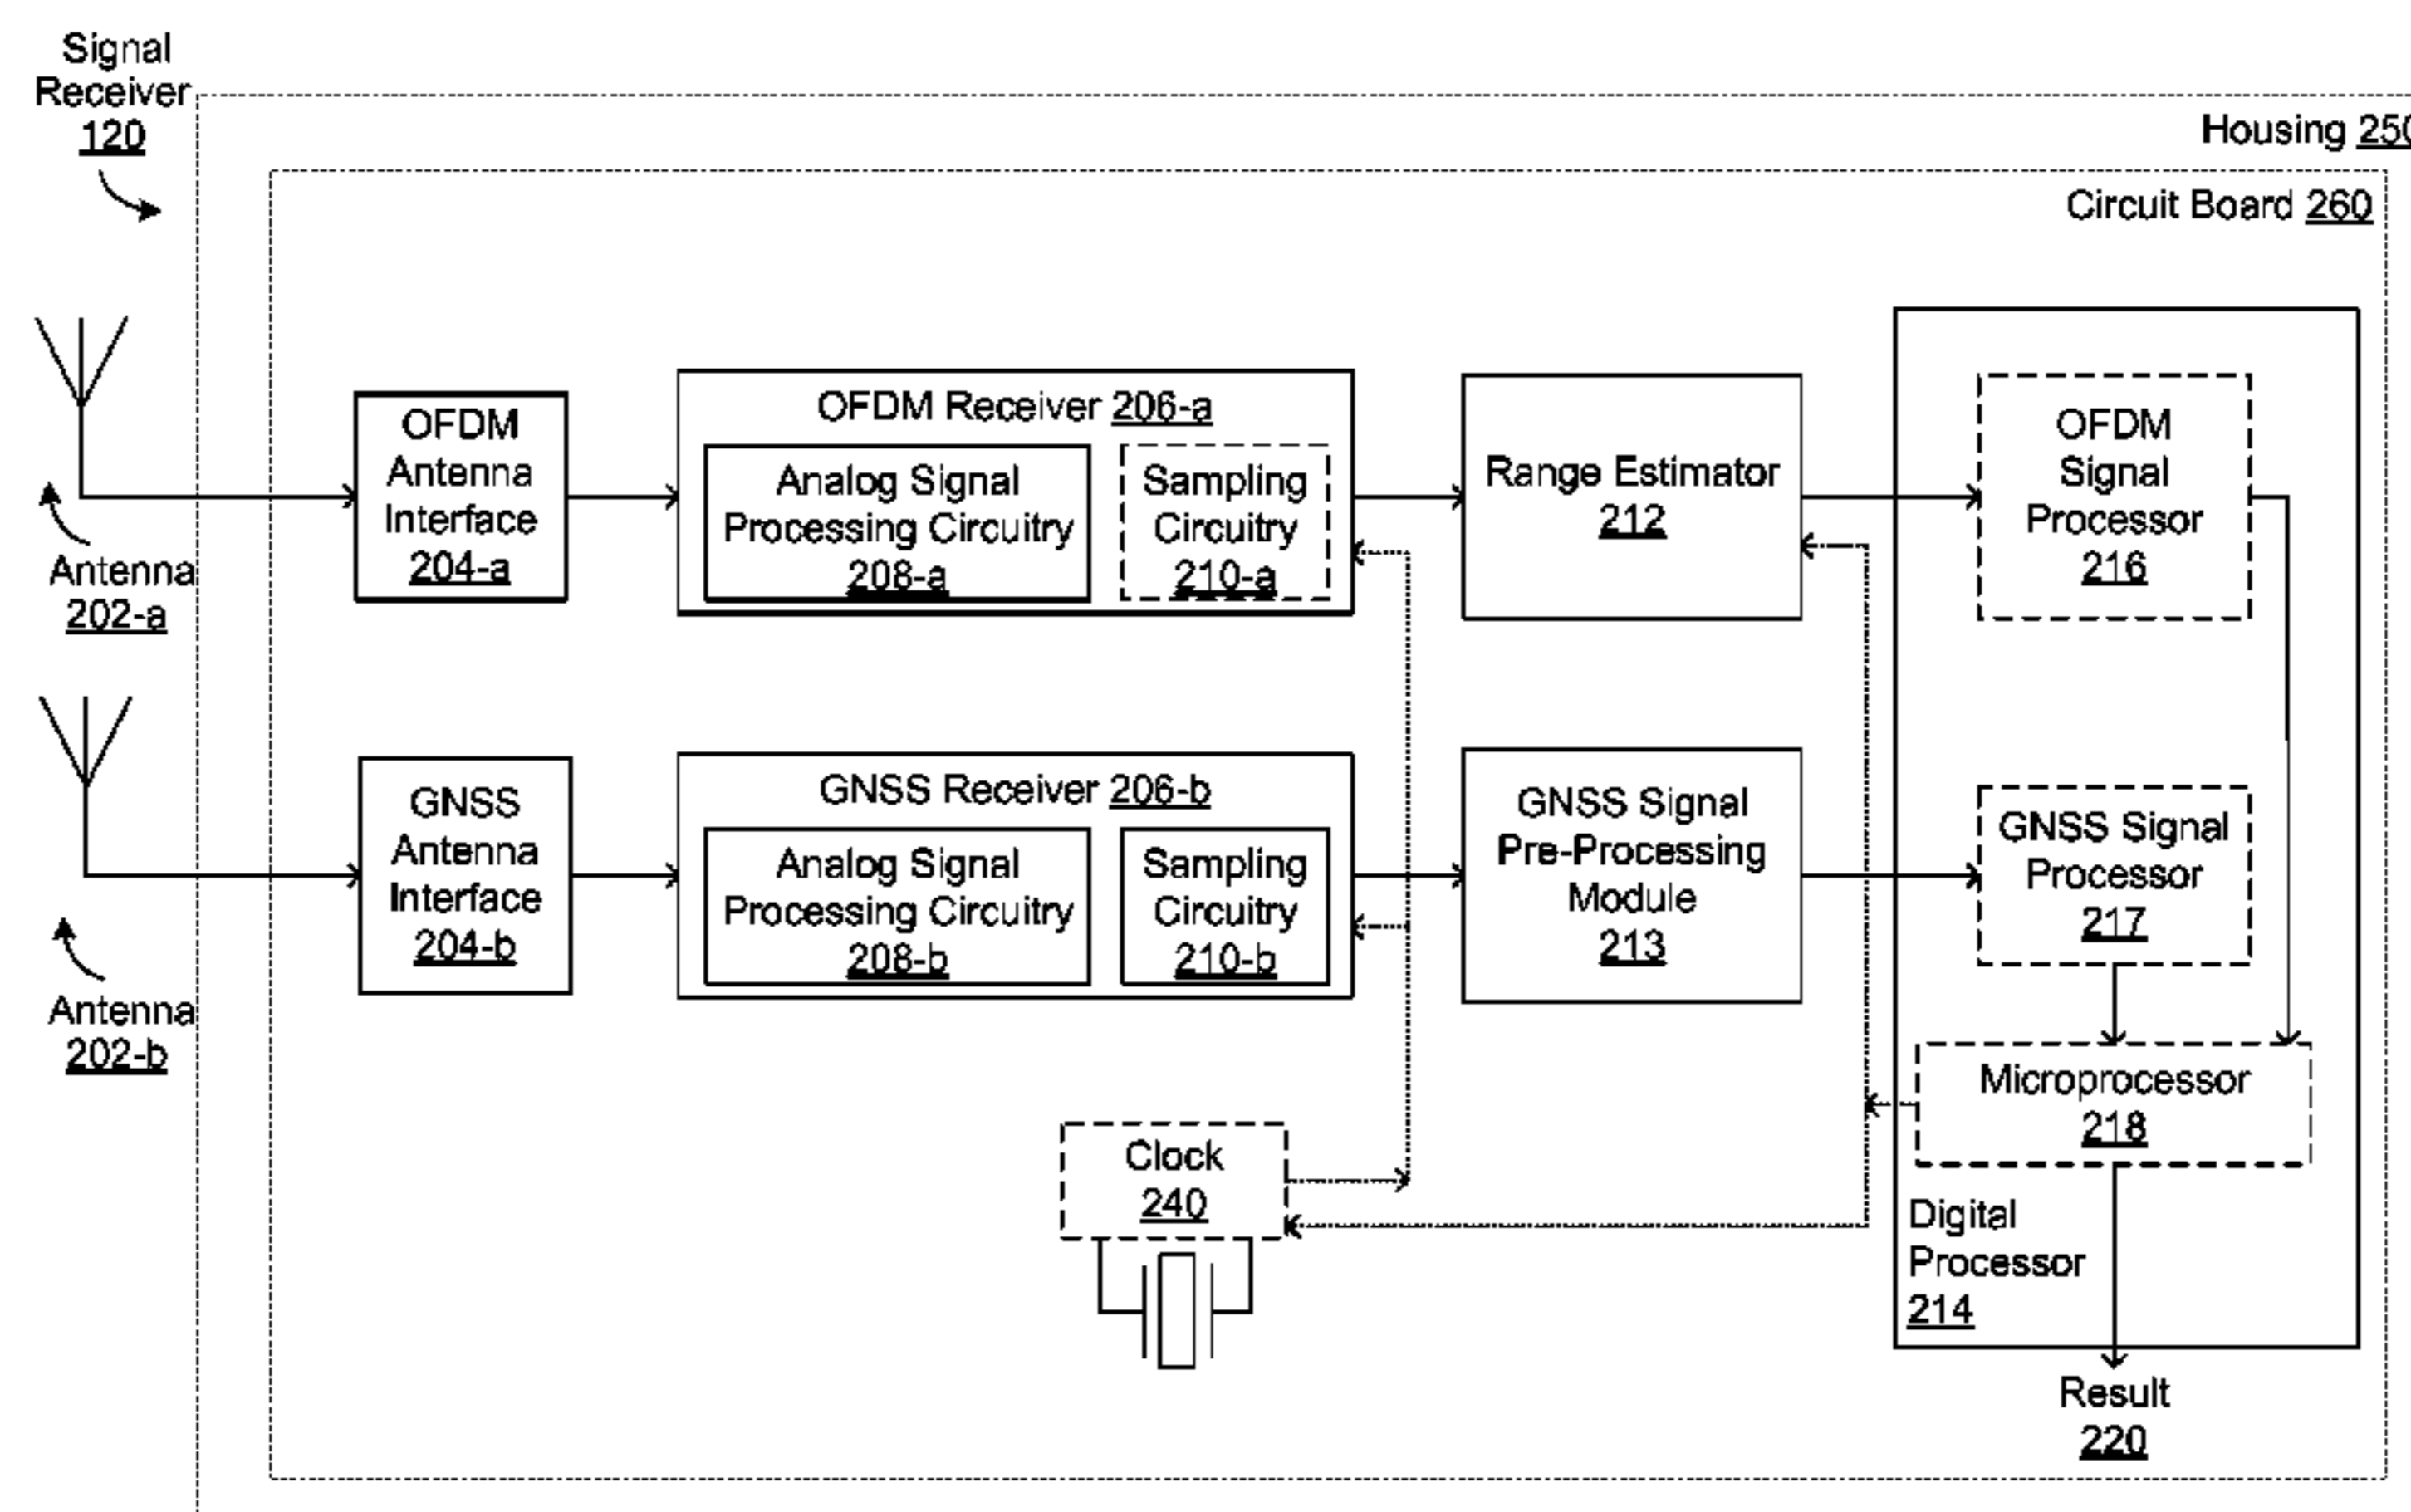 Signal
Receiver
120
Housing 250
Circuit Board 260
Antenna
202-a
OFDM
Antenna
Interface
204-a
OFDM Receiver 206-a
Analog Signal
Processing Circuitry
208-a
Sampling
Circuitry
210-a
Range Estimator
212
OFDM
Signal
Processor
216
Antenna
202-b
GNSS
Antenna
Interface
204-b
GNSS Receiver 206-b
Analog Signal
Processing Circuitry
208-b
Sampling
Circuitry
210-b
GNSS Signal
Pre-Processing
Module
213
GNSS Signal
Processor
217
Microprocessor
218
Clock
240
Digital
Processor
214
Result
220